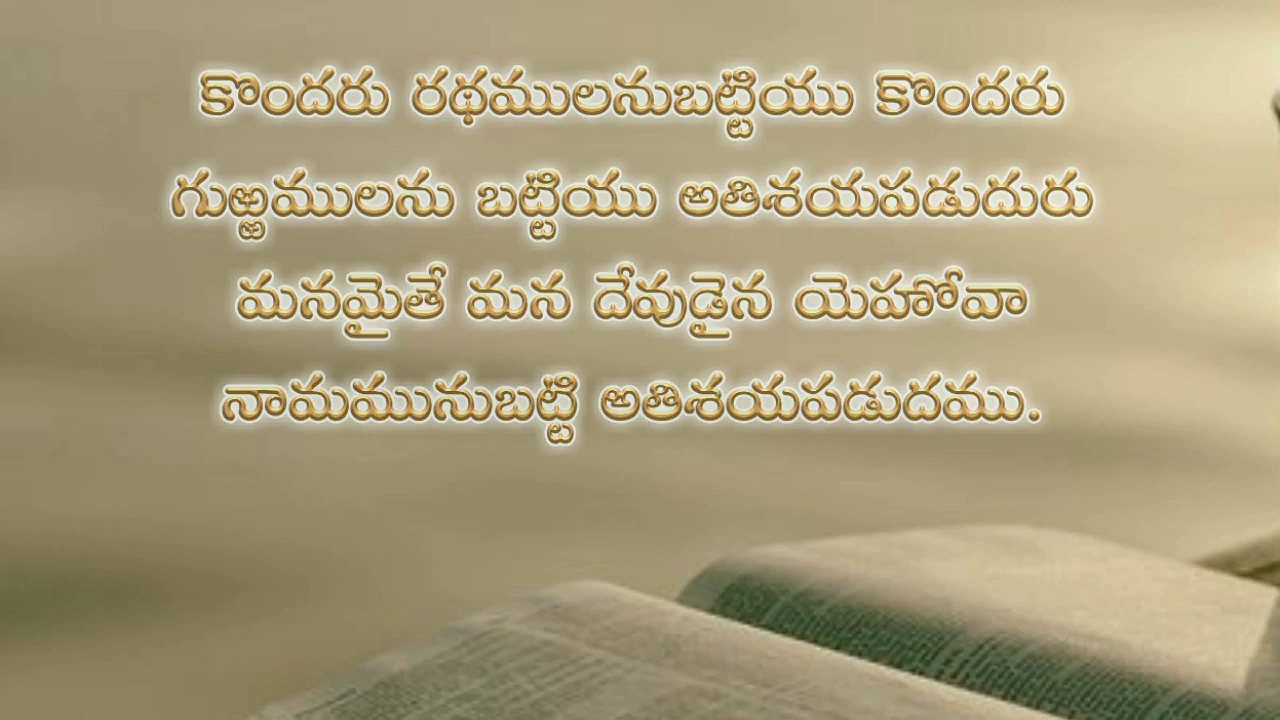 కొందరు రథములనుబట్టియు కొందరు
గుఱ్ఱములను బట్టియు అతిశయపడుదురు
మనమైతే మన దేవుడైన యెహోవా
నామమునుబట్టి అతిశయపడుదము.